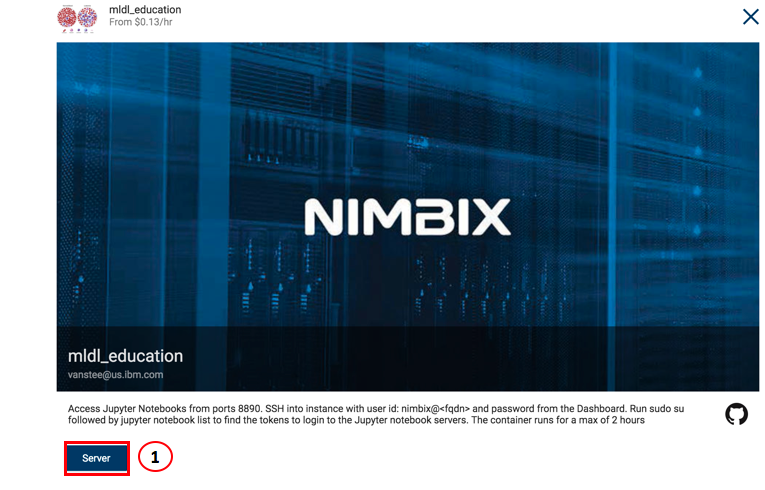 mldl_education
From $0.13/hr
NIMBIX
mldl_education
vanstee@us.ibm.com
Access Jupyter Notebooks from ports 8890. SSH into instance with user id: nimbix@<fqdn> and password from the Dashboard. Run sudo su
followed by jupyter notebook list to find the tokens to login to the Jupyter notebook servers. The container runs for a max of 2 hours
Server
1